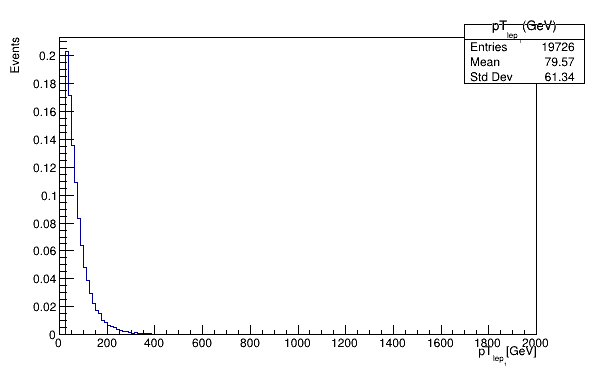 pT_lep_1 (GeV)
Entries 19726
Mean 79.57
Std Dev 61.34
Events
0.2
0.18
0.16
0.14
0.12
0.1
0.08
0.06
0.04
0.02
0
0 200 400 600 800 1000 1200 1400 1600 1800 2000
pT_lep_1 [GeV]